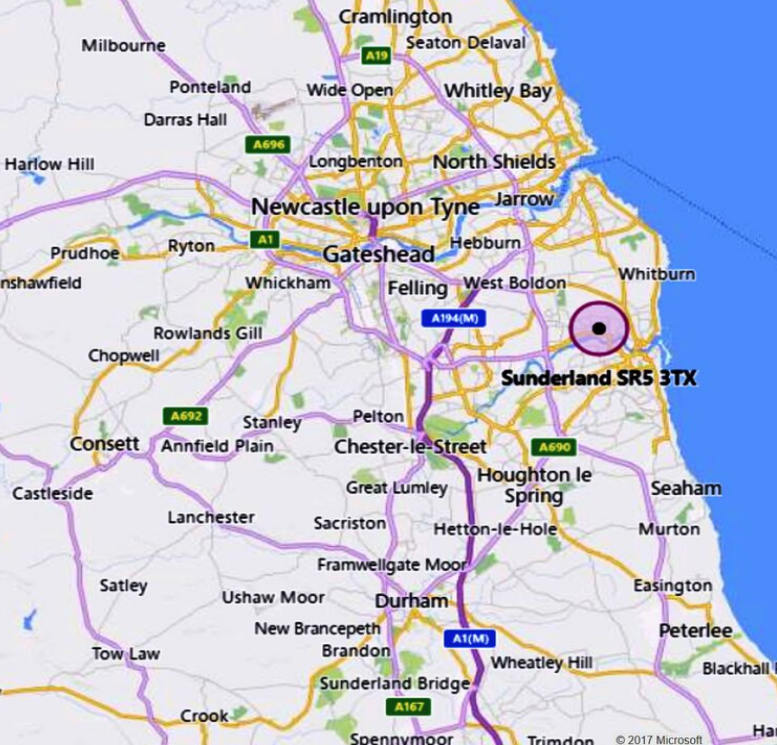 Cramlington
Milbourne
Seaton Delaval
A19
Ponteland
Wide Open
Whitley Bay
Darras Hall
A696
Harlow Hill
Longbenton
North Shields
Newcastle upon Tyne
Jarrow
A1
Ryton
Hebburn
Prudhoe
Gateshead
nshawfield
Whickham
Felling
West Boldon
Whitburn
A194(M)
Rowlands Gill
Chopwell
Sunderland SR5 3TX
A692
Stanley
Pelton
Consett
Annfield Plain
Chester-le-Street
A690
Houghton le
Spring
Castleside
Great Lumley
Seaham
Lanchester
Sacriston
Hetton-le-Hole
Murton
Framwellgate Moor
Satley
Ushaw Moor
Durham
Easington
New Brancepeth
A1(M)
Peterlee
Tow Law
Brandon
Wheatley Hill
Blackhall
Sunderland Bridge
A167
Crook
Spennymoor
Trimdon
© 2017 Microsoft
Har